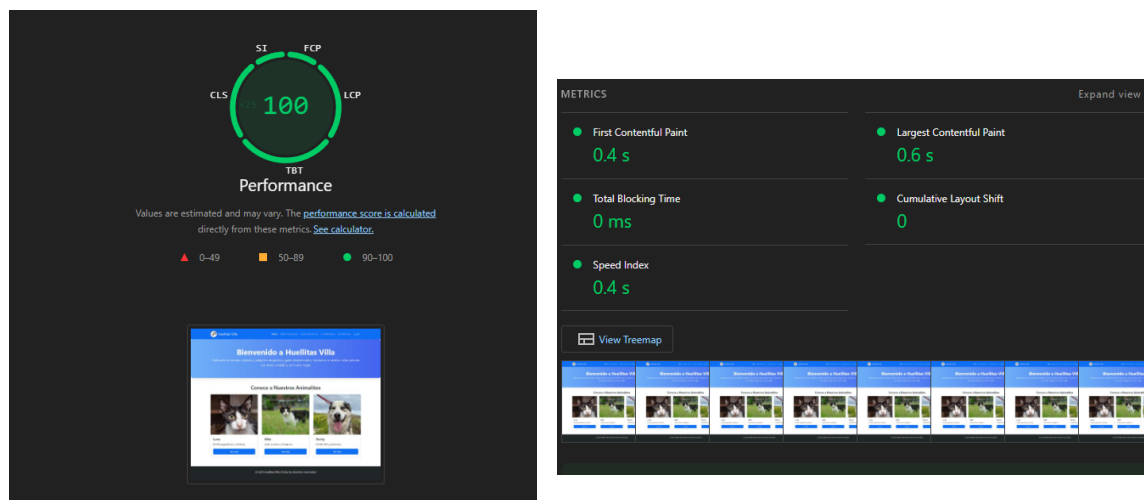 SI
FCP
CLS
LCP
+25
100
TBT
Performance
Values are estimated and may vary. The performance score is calculated
directly from these metrics. See calculator.
0–49
50–89
90–100
Huellitas Villa
Bienvenido a Huellitas Villa
Conoce a Nuestros Animalitos
METRICS
Expand view
First Contentful Paint
0.4 s
Largest Contentful Paint
0.6 s
Total Blocking Time
0 ms
Cumulative Layout Shift
0
Speed Index
0.4 s
View Treemap